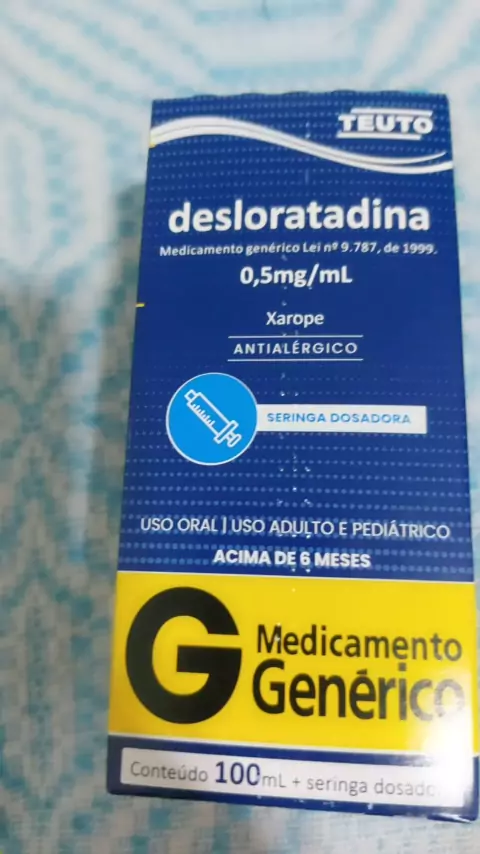 TEUTO
desloratadina
Medicamento genérico Lei nº 9.787, de 1999.
0,5mg/mL
Xarope
ANTIALÉRGICO
SERINGA DOSADORA
USO ORAL | USO ADULTO E PEDIÁTRICO
ACIMA DE 6 MESES
G Medicamento
Genérico
Conteúdo 100mL + seringa